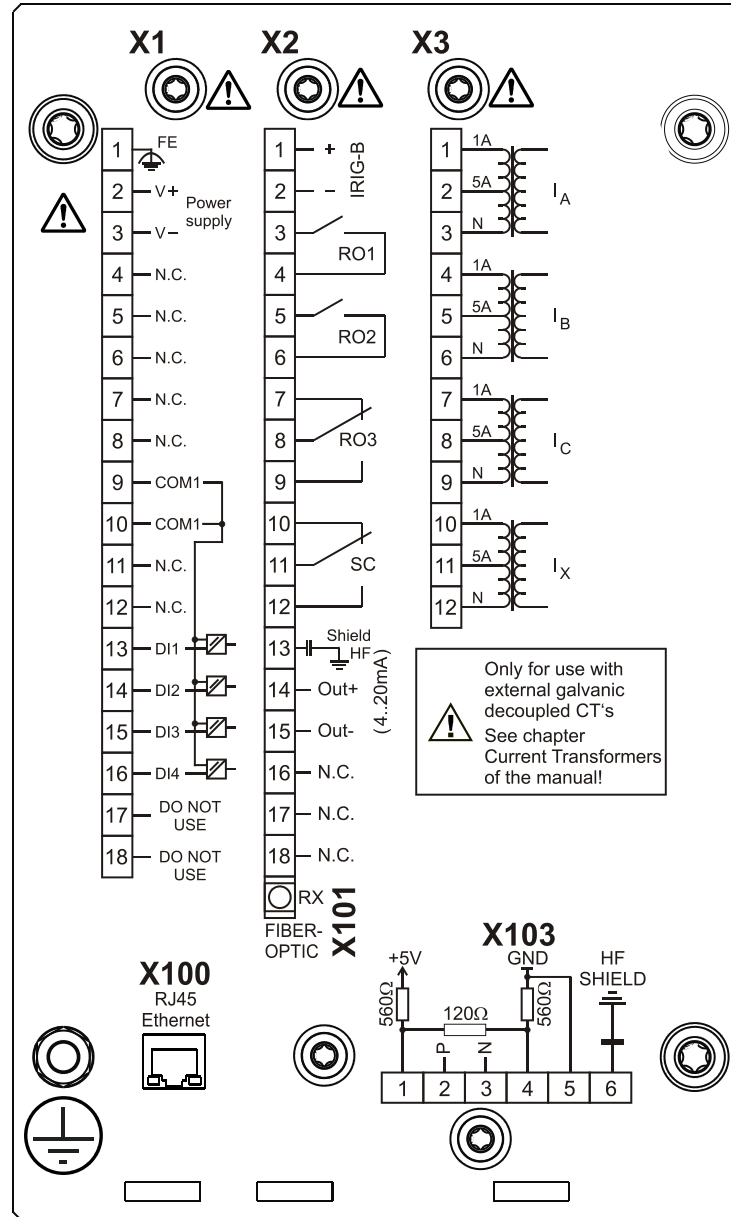 X1
1 FE
2 V+ Power
supply
3 V–
4 N.C.
5 N.C.
6 N.C.
7 N.C.
8 N.C.
9 COM1
10 COM1
11 N.C.
12 N.C.
13 DI1
14 DI2
15 DI3
16 DI4
17 DO NOT
USE
18 DO NOT
USE
X2
1 +
IRIG-B
2 –
3
RO1
4
5
RO2
6
7
8 RO3
9
10
11 SC
12
13 Shield
HF
(4..20mA)
14 Out+
15 Out-
16 N.C.
17 N.C.
18 N.C.
RX
FIBER-
OPTIC
X101
X3
1 1A
2 5A IA
3 N
4 1A
5 5A IB
6 N
7 1A
8 5A IC
9 N
10 1A
11 5A IX
12 N
Only for use with
external galvanic
decoupled CT‘s
See chapter
Current Transformers
of the manual!
X100
RJ45
Ethernet
X103
+5V GND HF
SHIELD
560Ω 120Ω 560Ω
P N
1 2 3 4 5 6